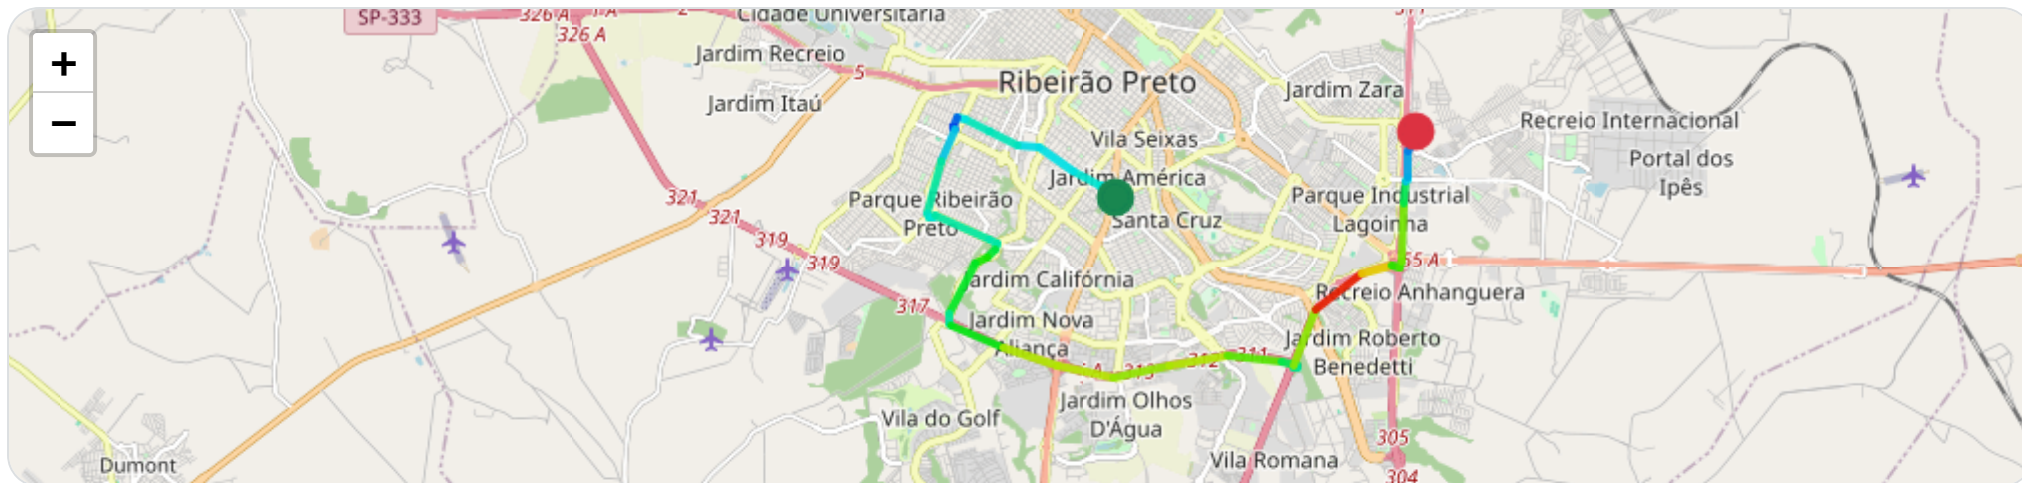 SP-333
326 A
326 A
2
Cidade Universitária
Jardim Recreio
5
Ribeirão Preto
Jardim Itaú
Jardim Zara
Recreio Internacional
Vila Seixas
Portal dos
Ipês
Jardim América
321
321
319
319
317
Parque Ribeirão
Preto
Santa Cruz
Parque Industrial
Lagoinha
Jardim Califórnia
Recreio Anhanguera
Jardim Nova
Aliança
312
311
Jardim Roberto
Benedetti
Jardim Olhos
D'Água
Vila do Golf
Vila Romana
305
304
Dumont
+
−